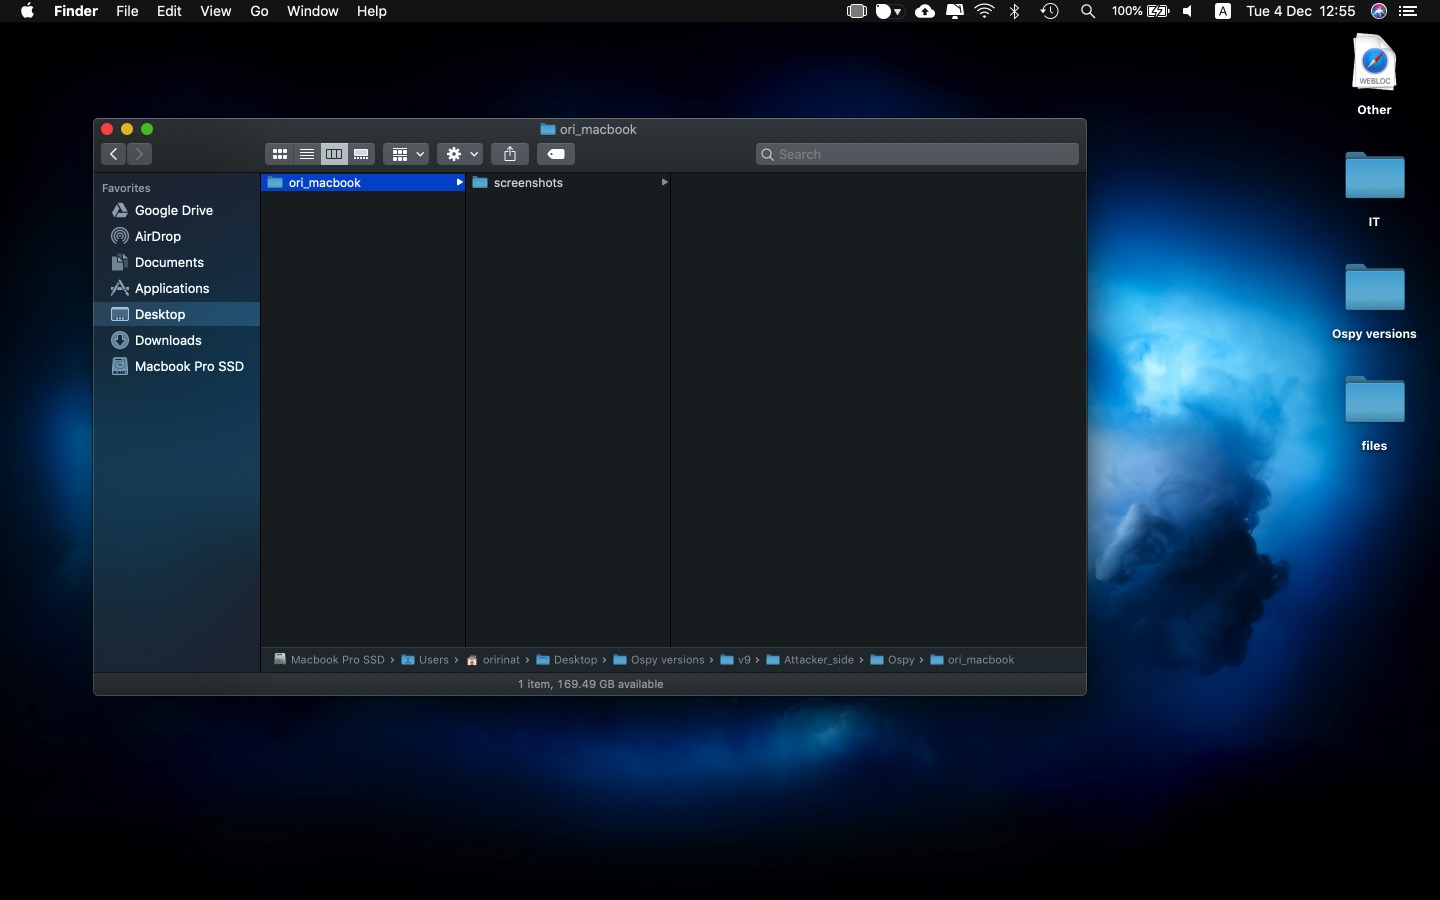 Finder File Edit View Go Window Help 100% A Tue 4 Dec 12:55
WEBLOC
Other
IT
Ospy versions
files
ori_macbook
Search
Favorites
Google Drive
AirDrop
Documents
Applications
Desktop
Downloads
Macbook Pro SSD
ori_macbook
screenshots
Macbook Pro SSD › Users › oririnat › Desktop › Ospy versions › v9 › Attacker_side › Ospy › ori_macbook
1 item, 169.49 GB available